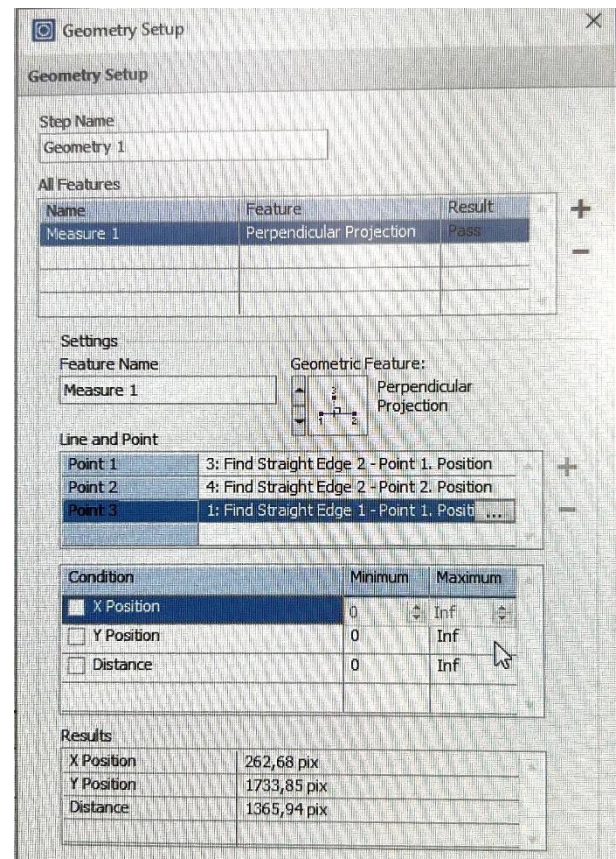 Geometry Setup
Geometry Setup
Step Name
Geometry 1
All Features
Name Feature Result
Measure 1 Perpendicular Projection Pass
Settings
Feature Name Geometric Feature:
Measure 1 3 1 2 Perpendicular
Projection
Line and Point
Point 1 3: Find Straight Edge 2 - Point 1. Position
Point 2 4: Find Straight Edge 2 - Point 2. Position
Point 3 1: Find Straight Edge 1 - Point 1. Positi ...
Condition Minimum Maximum
X Position 0 Inf
Y Position 0 Inf
Distance 0 Inf
Results
X Position 262,68 pix
Y Position 1733,85 pix
Distance 1365,94 pix